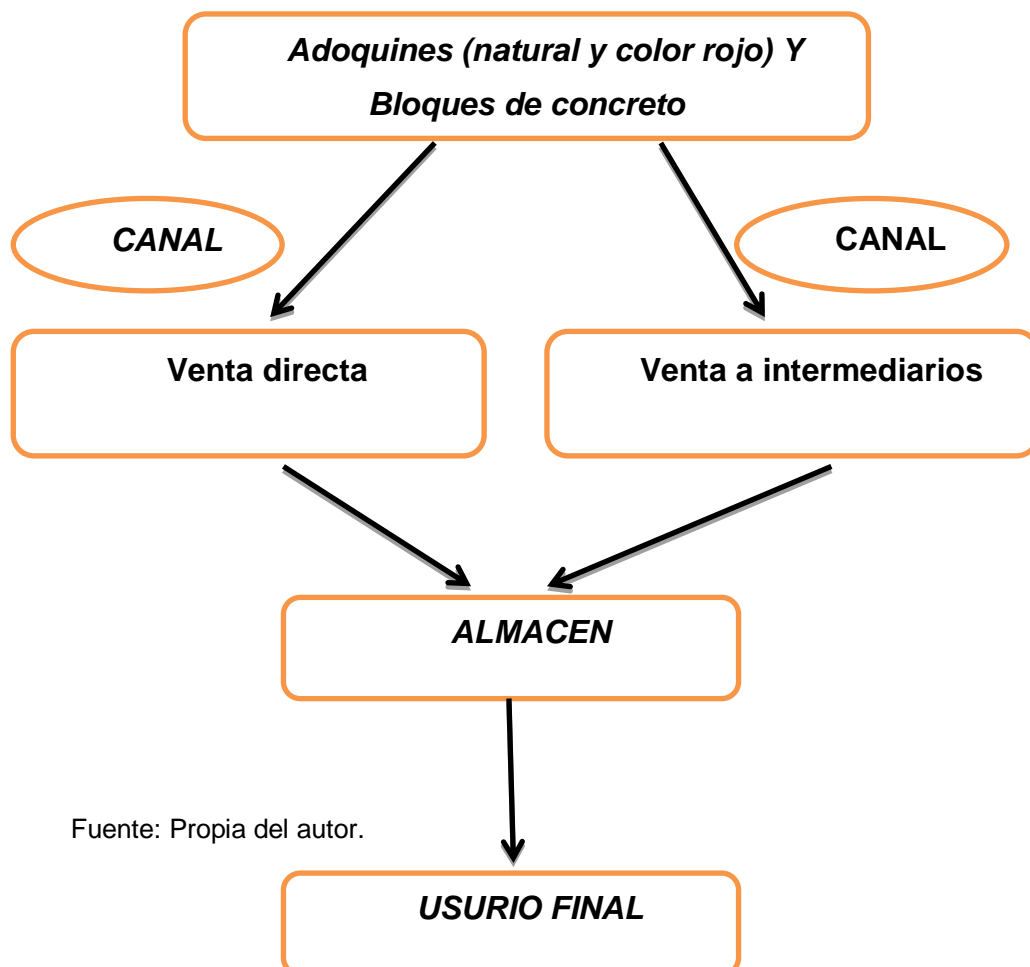 Adoquines (natural y color rojo) Y
Bloques de concreto
CANAL
CANAL
Venta directa
Venta a intermediarios
ALMACEN
Fuente: Propia del autor.
USURIO FINAL